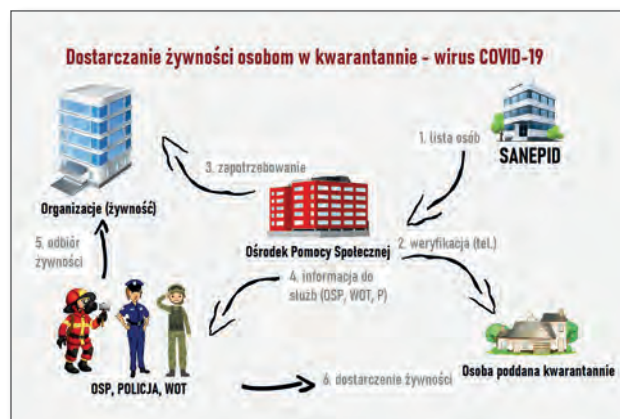 Dostarczanie żywności osobom w kwarantannie - wirus COVID-19
1. lista osób
SANEPID
3. zapotrzebowanie
Organizacje (żywność)
Ośrodek Pomocy Społecznej
2. weryfikacja (tel.)
5. odbiór
żywności
4. informacja do
służb (OSP, WOT, P)
Osoba poddana kwarantannie
OSP, POLICJA, WOT
6. dostarczenie żywności